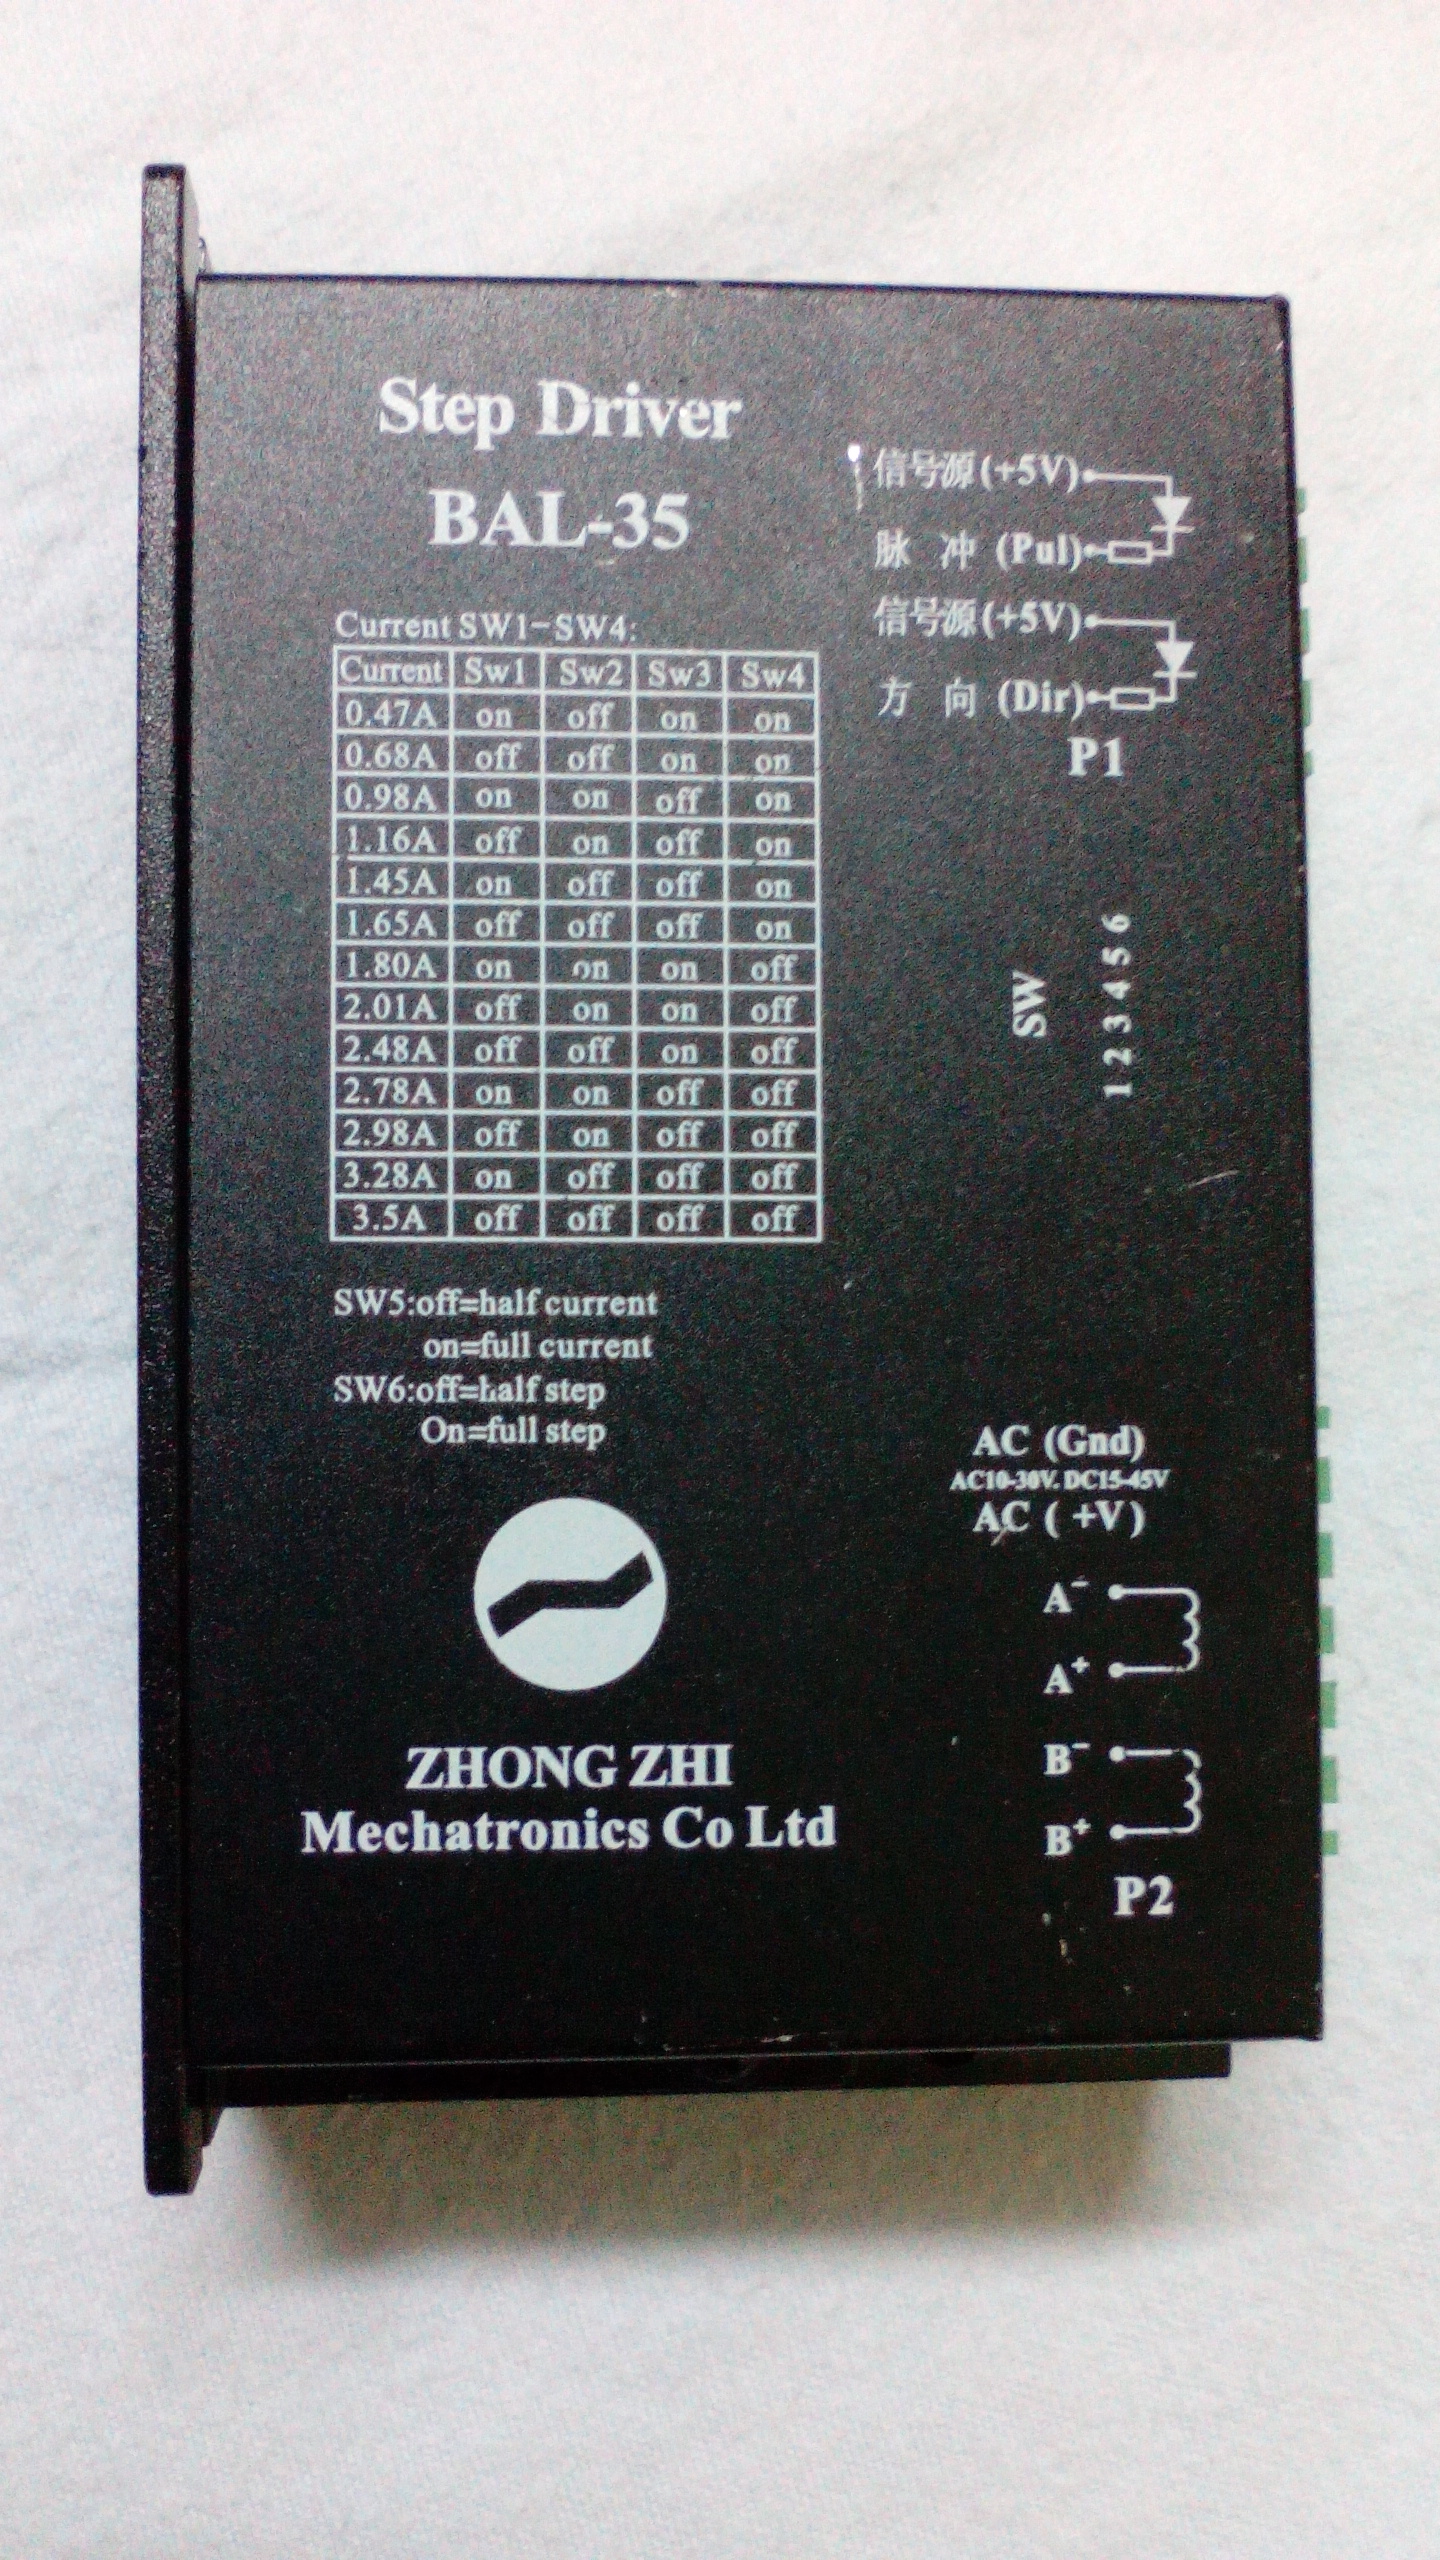 Step Driver
BAL-35
Current SW1-SW4:
Current Sw1 Sw2 Sw3 Sw4
0.47A on off on on
0.68A off off on on
0.98A on on off on
1.16A off on off on
1.45A on off off on
1.65A off off off on
1.80A on on on off
2.01A off on on off
2.48A off off on off
2.78A on on off off
2.98A off on off off
3.28A on off off off
3.5A off off off off
SW5:off=half current
on=full current
SW6:off=half step
On=full step
ZHONG ZHI
Mechatronics Co Ltd
信号源(+5V)
脉 冲 (Pul)
信号源(+5V)
方 向 (Dir)
P1
SW
1 2 3 4 5 6
AC (Gnd)
AC10-30V. DC15-45V
AC ( +V)
A-
A+
B-
B+
P2